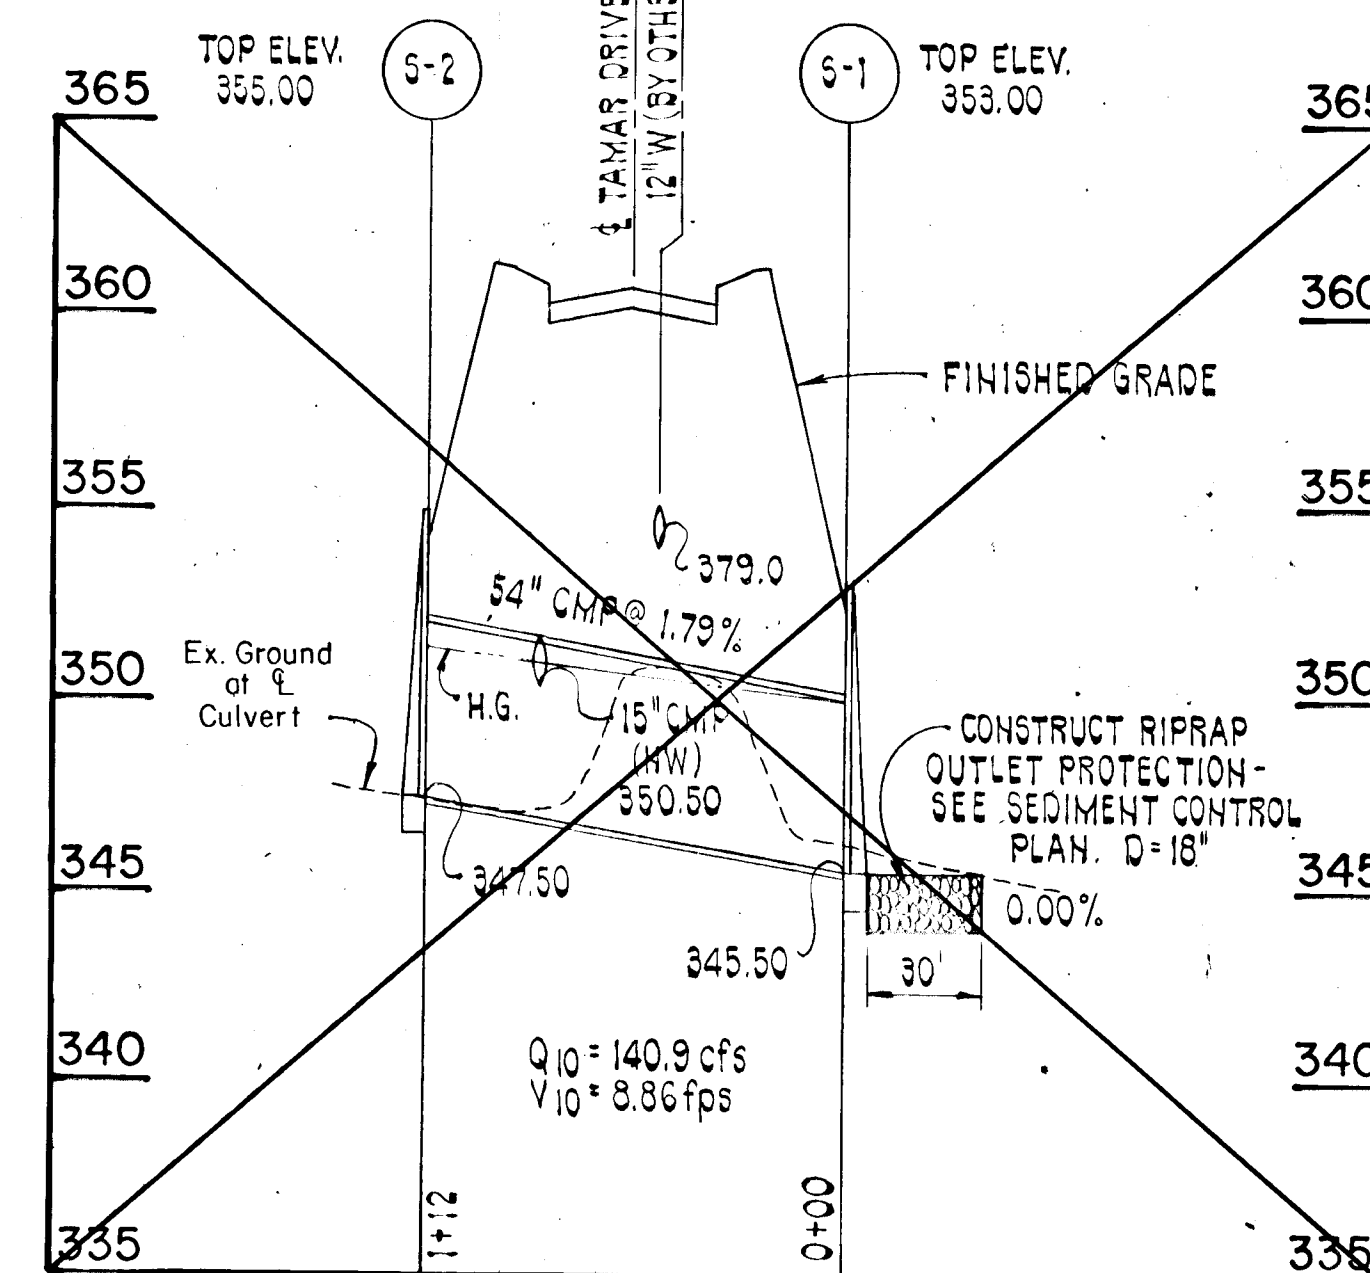 TOP ELEV.
355.00
S-2
℄ TAMAR DRIVE
12" W (BY OTH
S-1
TOP ELEV.
353.00
365
360
355
350
345
340
335
365
360
355
350
345
340
335
FINISHED GRADE
379.0
54" CMP @ 1.79%
Ex. Ground
at ℄
Culvert
H.G.
15" CMP
(HW)
350.50
CONSTRUCT RIPRAP
OUTLET PROTECTION-
SEE SEDIMENT CONTROL
PLAN. D=18"
347.50
0.00%
345.50
30'
Q10 = 140.9 cfs
V10 = 8.86 fps
1+12
0+00